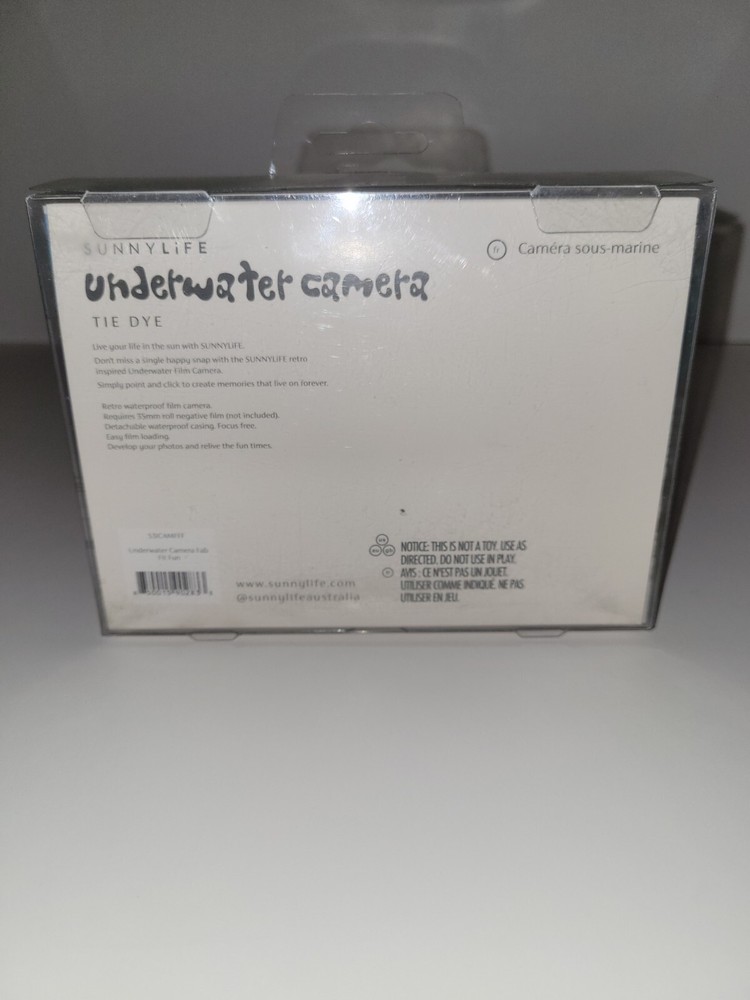 SUNNYLiFE
fr Caméra sous-marine
underwater camera
TIE DYE
Live your life in the sun with SUNNYLIFE.
Don't miss a single happy snap with the SUNNYLIFE retro
inspired Underwater Film Camera.
Simply point and click to create memories that live on forever.
Retro waterproof film camera.
Requires 35mm roll negative film (not included).
Detachable waterproof casing. Focus free.
Easy film loading.
Develop your photos and relive the fun times.
Underwater Camera Fab
www.sunnylife.com
@sunnylifeaustralia
NOTICE: THIS IS NOT A TOY. USE AS
DIRECTED. DO NOT USE IN PLAY.
AVIS : CE N'EST PAS UN JOUET.
UTILISER COMME INDIQUÉ. NE PAS
UTILISER EN JEU.